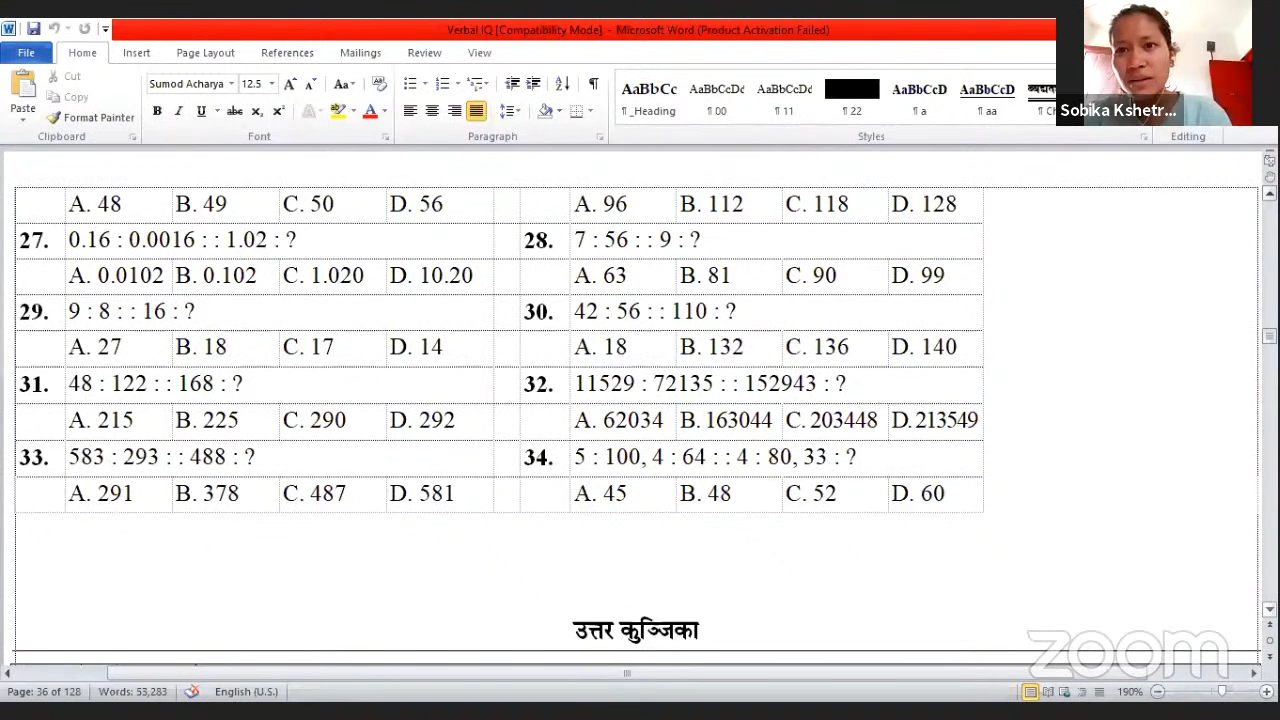 Verbal IQ [Compatibility Mode] - Microsoft Word (Product Activation Failed)
File Home Insert Page Layout References Mailings Review View
Cut
Copy
Format Painter
Paste
Clipboard
Sumod Acharya 12.5
Font
Paragraph
AaBbCc AaBbCcDc AaBbCcDd AaBbCcD AaBbCcD
¶_Heading ¶ 00 ¶ 11 ¶ 22 ¶ a ¶ aa
Styles
Editing
Sobika Kshetr...
A. 48 B. 49 C. 50 D. 56 A. 96 B. 112 C. 118 D. 128
27. 0.16 : 0.0016 : : 1.02 : ? 28. 7 : 56 : : 9 : ?
A. 0.0102 B. 0.102 C. 1.020 D. 10.20 A. 63 B. 81 C. 90 D. 99
29. 9 : 8 : : 16 : ? 30. 42 : 56 : : 110 : ?
A. 27 B. 18 C. 17 D. 14 A. 18 B. 132 C. 136 D. 140
31. 48 : 122 : : 168 : ? 32. 11529 : 72135 : : 152943 : ?
A. 215 B. 225 C. 290 D. 292 A. 62034 B. 163044 C. 203448 D. 213549
33. 583 : 293 : : 488 : ? 34. 5 : 100, 4 : 64 : : 4 : 80, 33 : ?
A. 291 B. 378 C. 487 D. 581 A. 45 B. 48 C. 52 D. 60
उत्तर कुञ्जिका
zoom
Page: 36 of 128 Words: 53,283 English (U.S.) 190%